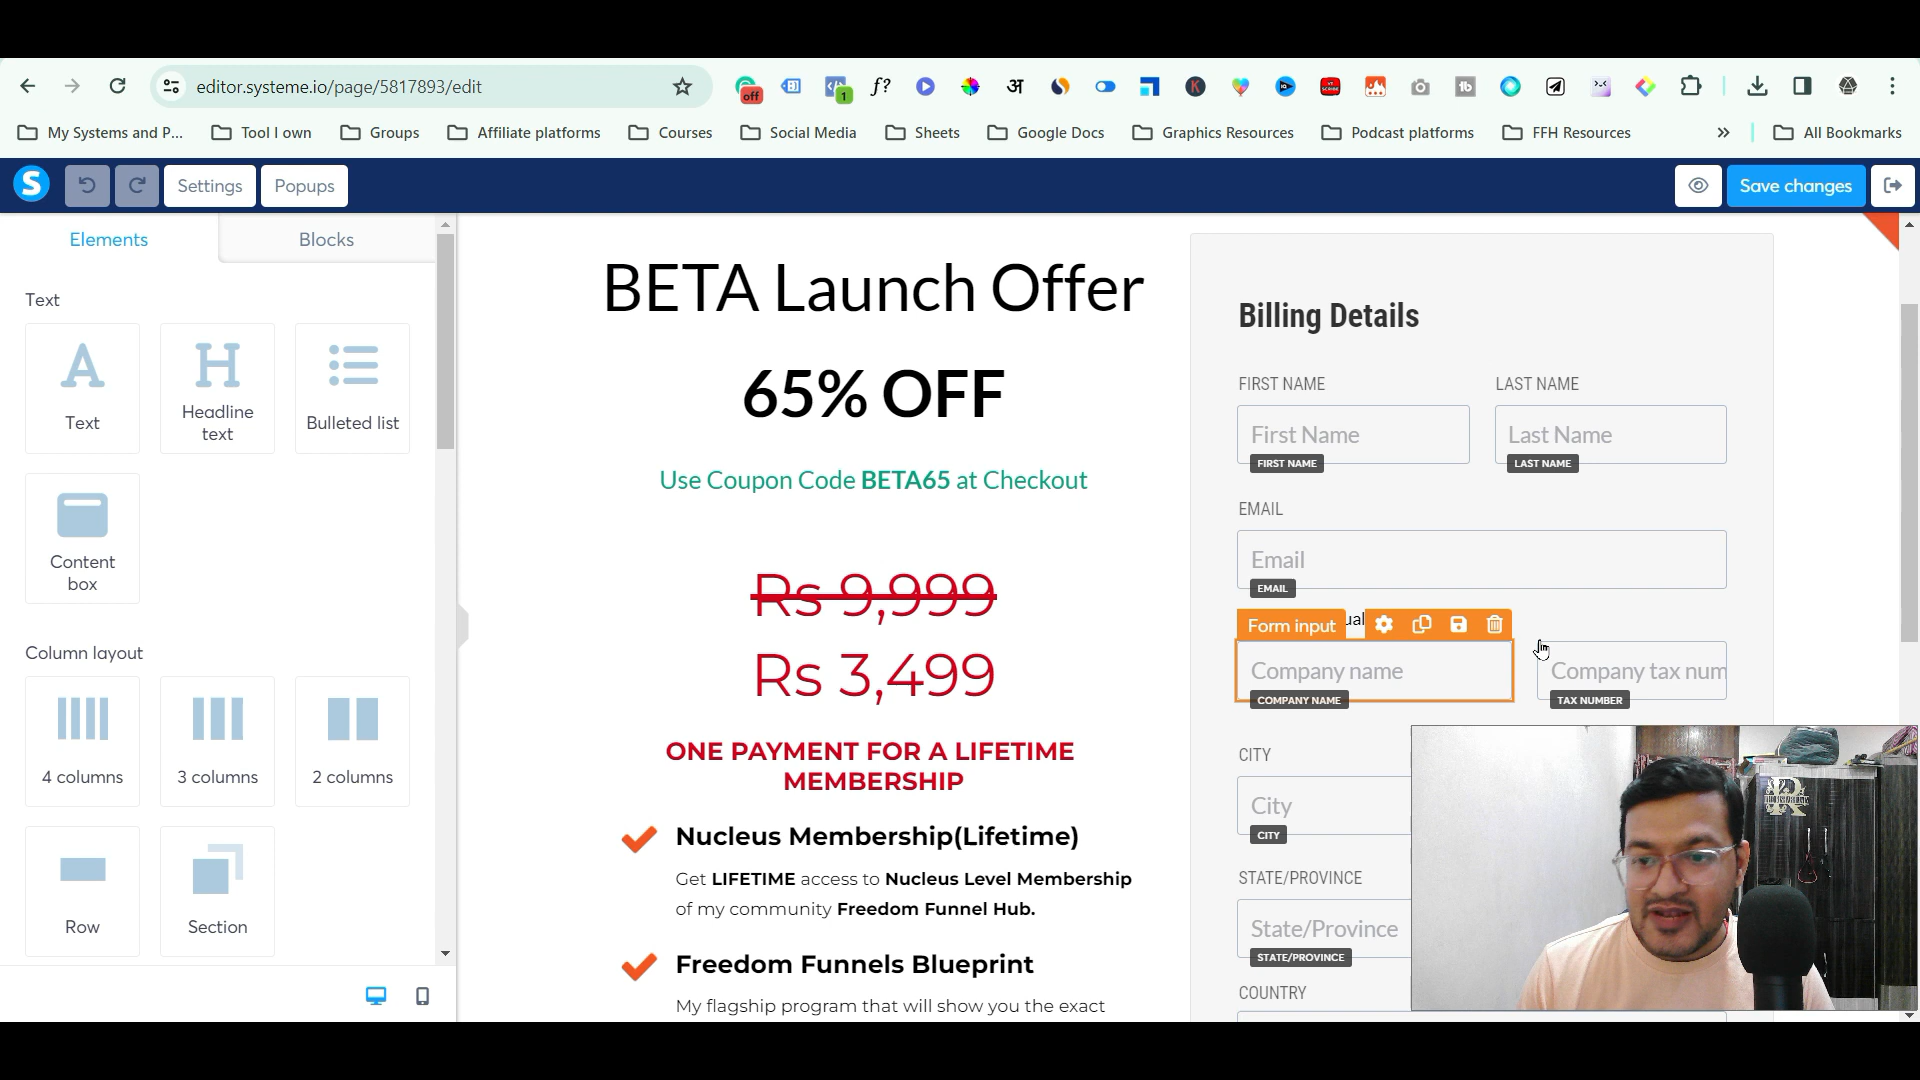 editor.systeme.io/page/5817893/edit
off
1
f?
अ
K
tb
My Systems and P...
Tool I own
Groups
Affiliate platforms
Courses
Social Media
Sheets
Google Docs
Graphics Resources
Podcast platforms
FFH Resources
»
All Bookmarks
S
Settings
Popups
Save changes
Elements
Blocks
Text
Text
Headline
text
Bulleted list
Content
box
Column layout
4 columns
3 columns
2 columns
Row
Section
BETA Launch Offer
65% OFF
Use Coupon Code BETA65 at Checkout
Rs 9,999
Rs 3,499
ONE PAYMENT FOR A LIFETIME
MEMBERSHIP
Nucleus Membership(Lifetime)
Get LIFETIME access to Nucleus Level Membership
of my community Freedom Funnel Hub.
Freedom Funnels Blueprint
My flagship program that will show you the exact
Billing Details
FIRST NAME
LAST NAME
First Name
Last Name
FIRST NAME
LAST NAME
EMAIL
Email
EMAIL
Form input
ual
Company name
Company tax num
COMPANY NAME
TAX NUMBER
CITY
City
CITY
STATE/PROVINCE
State/Province
STATE/PROVINCE
COUNTRY